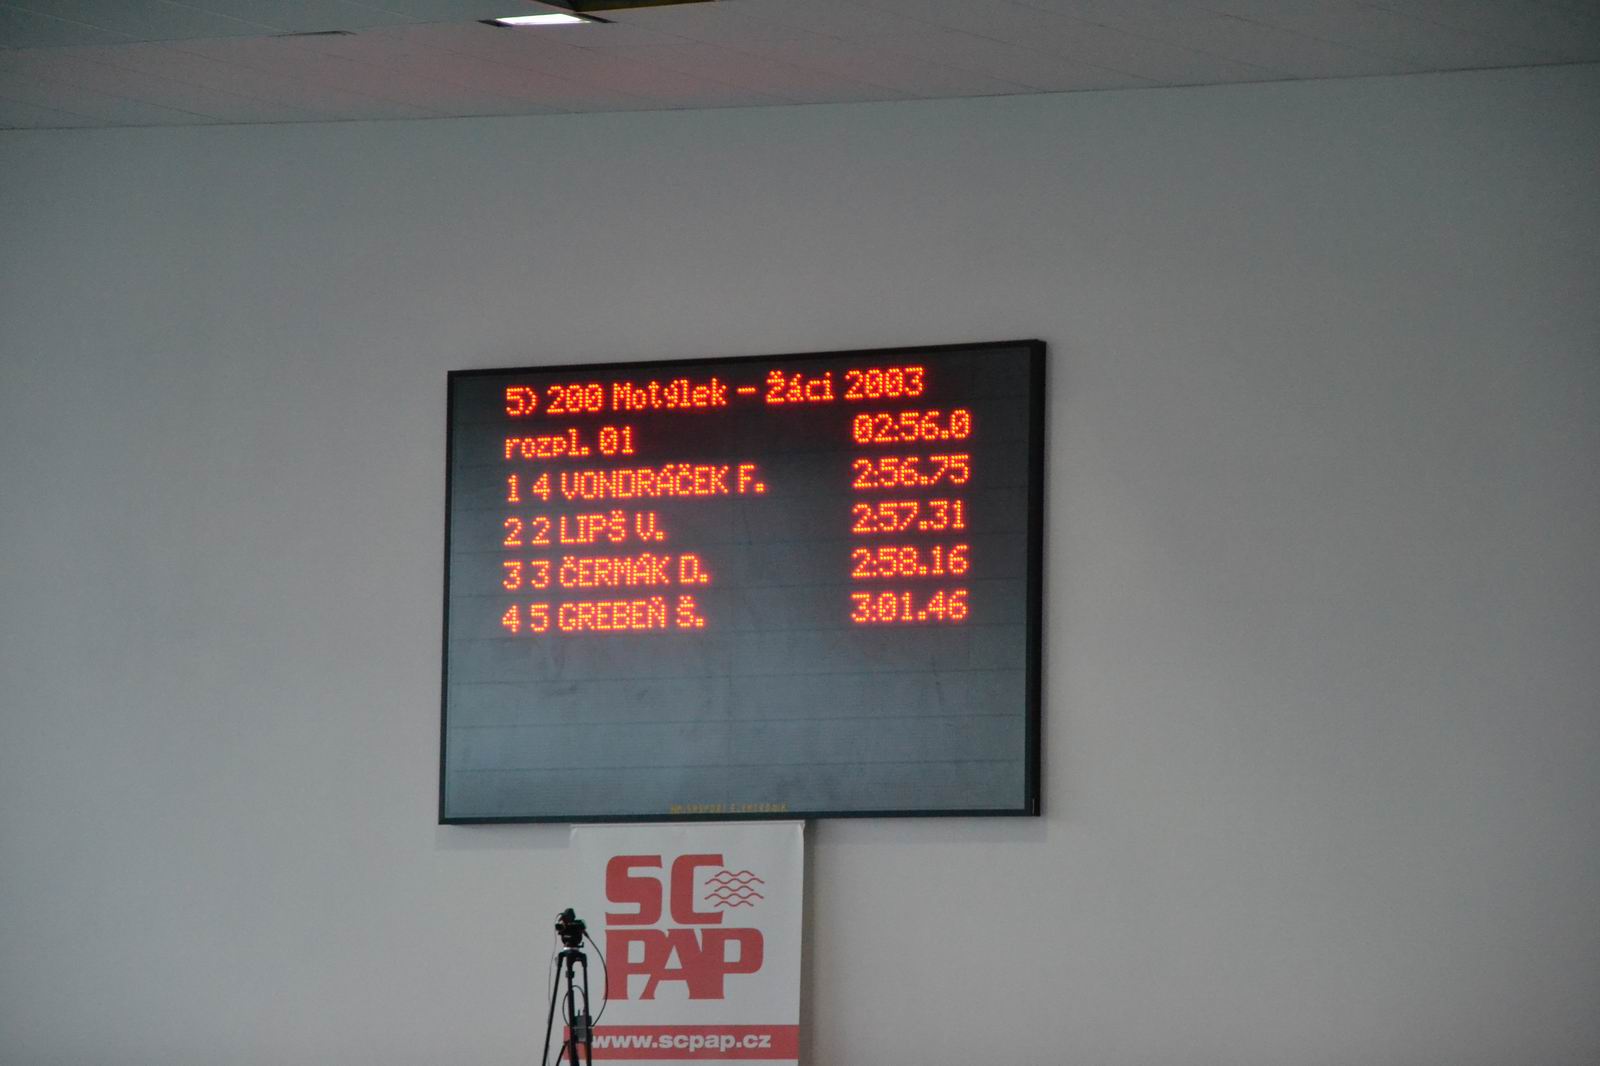 5) 200 Motýlek - Žáci 2003
rozpl. 01 02:56.0
1 4 VONDRÁČEK F. 2:56.75
2 2 LIPŠ V. 2:57.31
3 3 ČERMÁK D. 2:58.16
4 5 GREBEŇ Š. 3:01.46
SC
PAP
www.scpap.cz